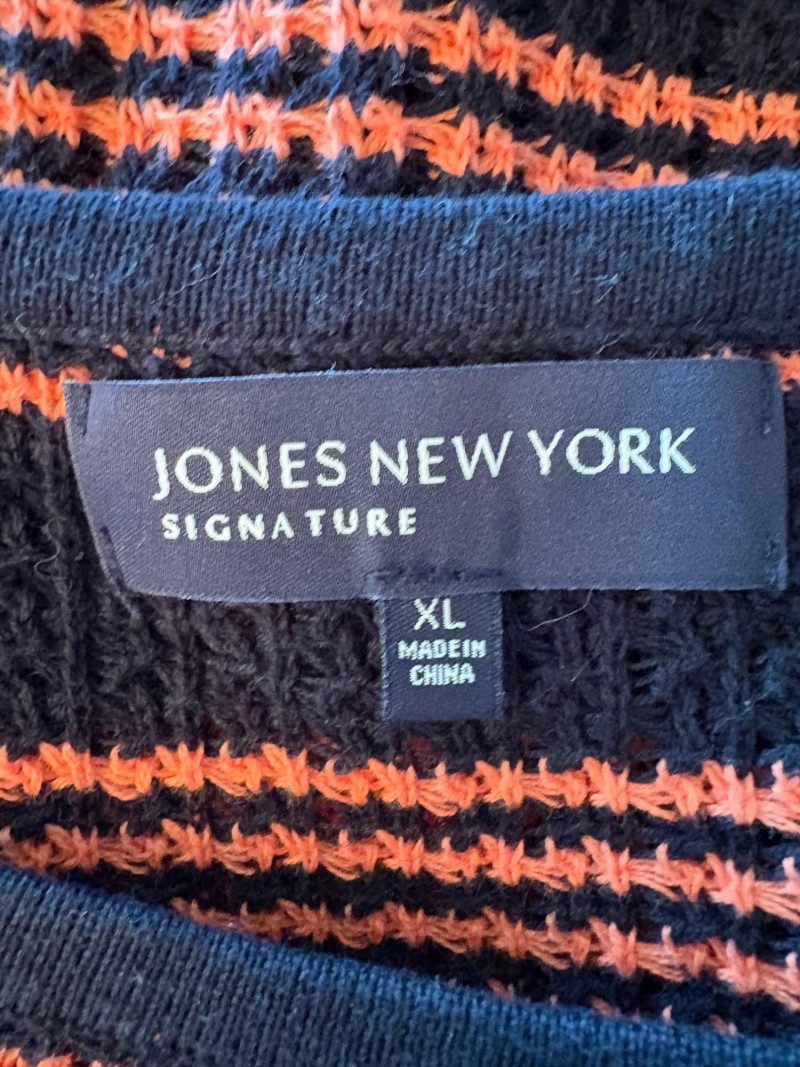 JONES NEW YORK
SIGNATURE
XL
MADE IN
CHINA